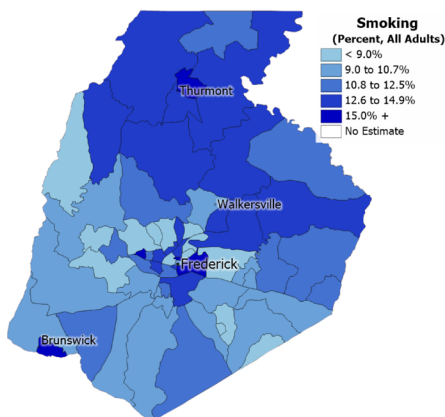 Smoking
(Percent, All Adults)
< 9.0%
9.0 to 10.7%
10.8 to 12.5%
12.6 to 14.9%
15.0% +
No Estimate
Thurmont
Walkersville
Frederick
Brunswick